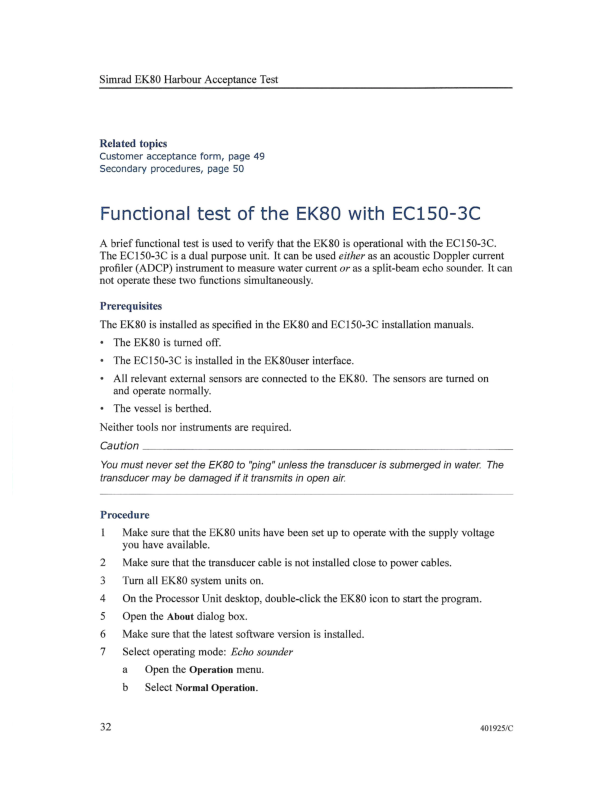 Simrad EK80 Harbour Acceptance Test
Related topics
Customer acceptance form, page 49
Secondary procedures, page 50
Functional test of the EK80 with EC150-3C
A brief functional test is used to verify that the EK80 is operational with the EC150-3C.
The EC150-3C is a dual purpose unit. It can be used either as an acoustic Doppler current
profiler (ADCP) instrument to measure water current or as a split-beam echo sounder. It can
not operate these two functions simultaneously.
Prerequisites
The EK80 is installed as specified in the EK80 and EC150-3C installation manuals.
• The EK80 is turned off.
• The EC150-3C is installed in the EK80user interface.
• All relevant external sensors are connected to the EK80. The sensors are turned on
and operate normally.
• The vessel is berthed.
Neither tools nor instruments are required.
Caution
You must never set the EK80 to "ping" unless the transducer is submerged in water. The
transducer may be damaged if it transmits in open air.
Procedure
1 Make sure that the EK80 units have been set up to operate with the supply voltage
you have available.
2 Make sure that the transducer cable is not installed close to power cables.
3 Turn all EK80 system units on.
4 On the Processor Unit desktop, double-click the EK80 icon to start the program.
5 Open the About dialog box.
6 Make sure that the latest software version is installed.
7 Select operating mode: Echo sounder
a Open the Operation menu.
b Select Normal Operation.
32 401925/C